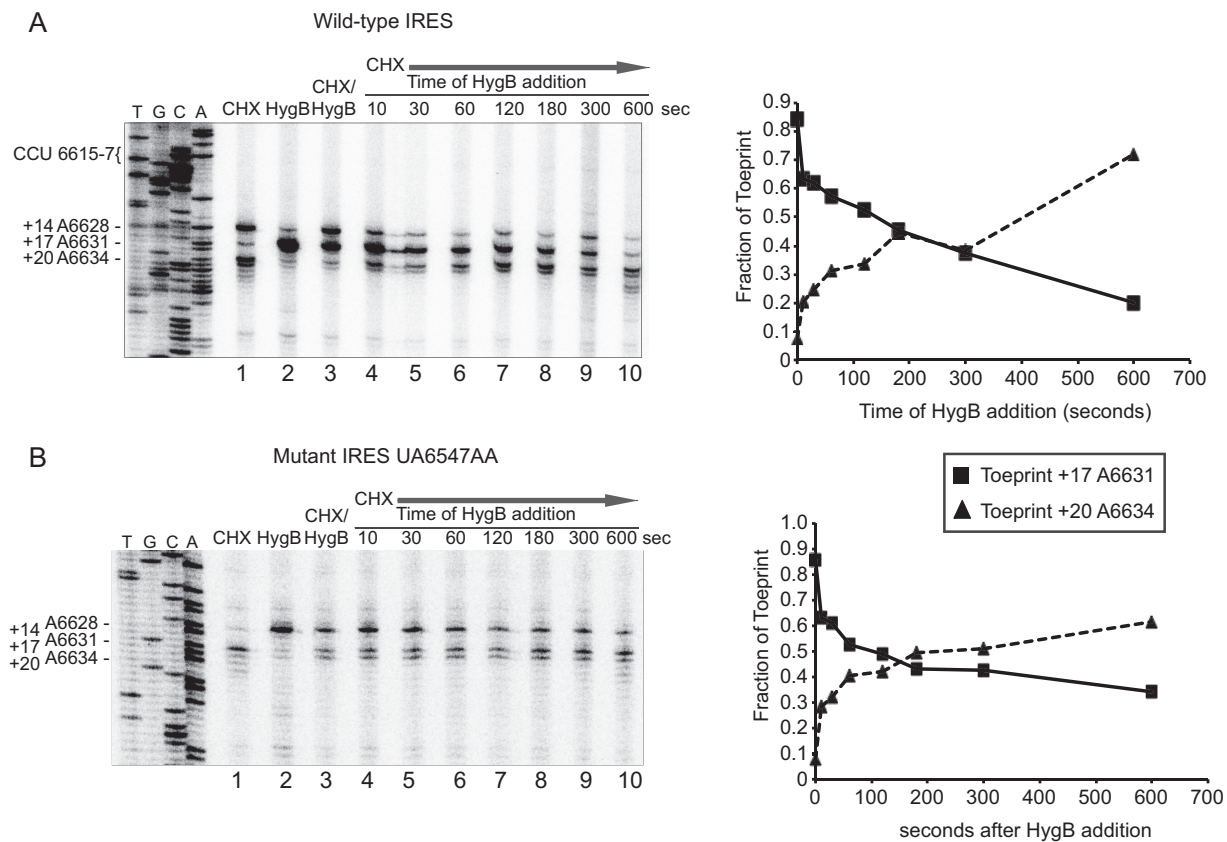 A
Wild-type IRES
CHX
Time of HygB addition
CHX/
HygB
T G C A CHX HygB 10 30 60 120 180 300 600 sec
CCU 6615-7{
+14 A6628 -
+17 A6631 -
+20 A6634 -
1 2 3 4 5 6 7 8 9 10
Fraction of Toeprint
0.9
0.8
0.7
0.6
0.5
0.4
0.3
0.2
0.1
0
0 100 200 300 400 500 600 700
Time of HygB addition (seconds)
B
Mutant IRES UA6547AA
CHX
Time of HygB addition
CHX/
HygB
T G C A CHX HygB 10 30 60 120 180 300 600 sec
+14 A6628 -
+17 A6631 -
+20 A6634 -
1 2 3 4 5 6 7 8 9 10
Toeprint +17 A6631
Toeprint +20 A6634
Fraction of Toeprint
1.0
0.9
0.8
0.7
0.6
0.5
0.4
0.3
0.2
0.1
0
0 100 200 300 400 500 600 700
seconds after HygB addition